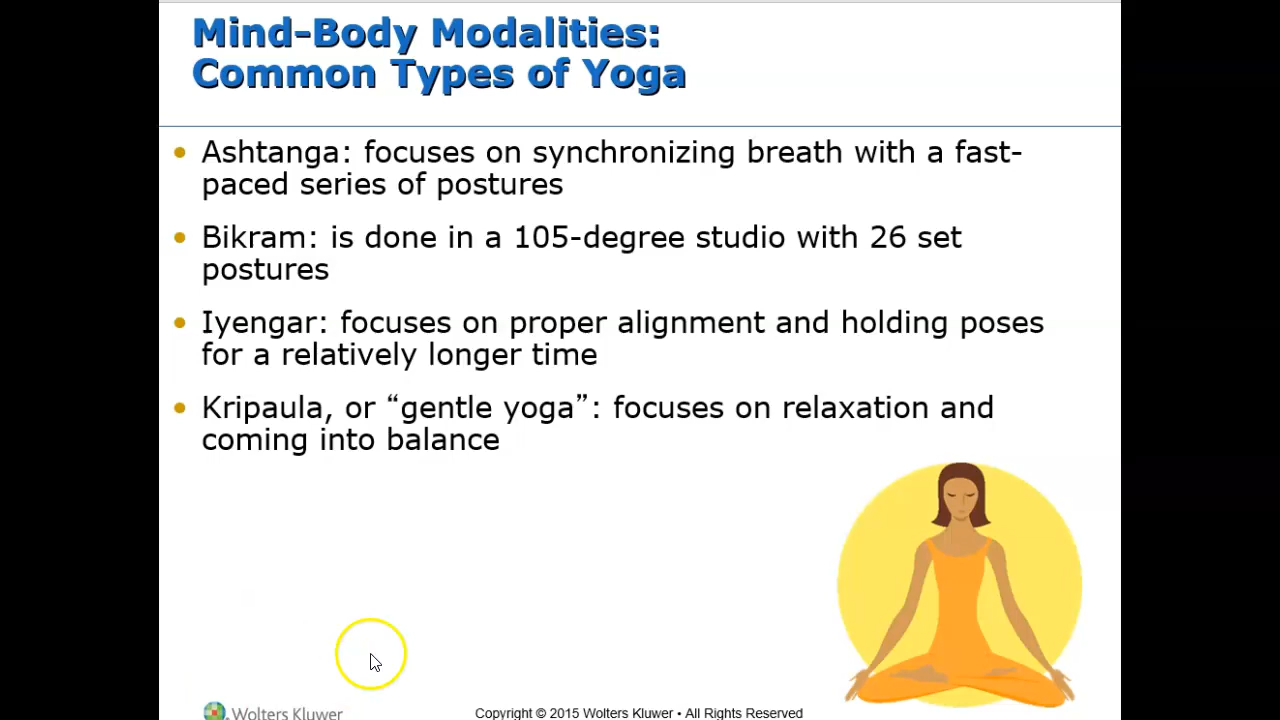 Mind-Body Modalities:
Common Types of Yoga
• Ashtanga: focuses on synchronizing breath with a fast-
paced series of postures
• Bikram: is done in a 105-degree studio with 26 set
postures
• Iyengar: focuses on proper alignment and holding poses
for a relatively longer time
• Kripaula, or “gentle yoga”: focuses on relaxation and
coming into balance
Wolters Kluwer
Copyright © 2015 Wolters Kluwer • All Rights Reserved